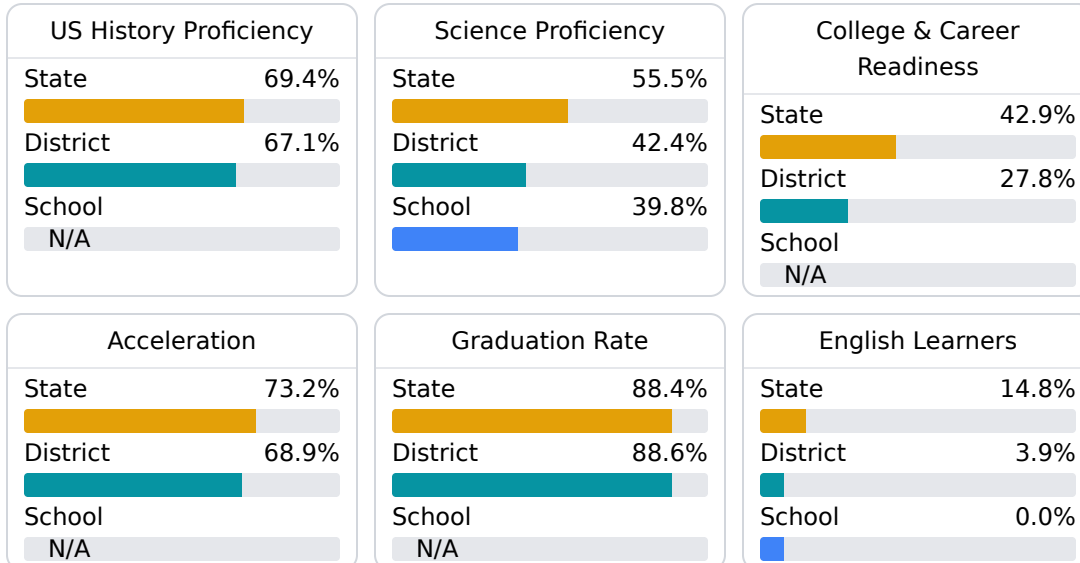 US History Proficiency
State 69.4%
District 67.1%
School
N/A
Science Proficiency
State 55.5%
District 42.4%
School 39.8%
College & Career
Readiness
State 42.9%
District 27.8%
School
N/A
Acceleration
State 73.2%
District 68.9%
School
N/A
Graduation Rate
State 88.4%
District 88.6%
School
N/A
English Learners
State 14.8%
District 3.9%
School 0.0%